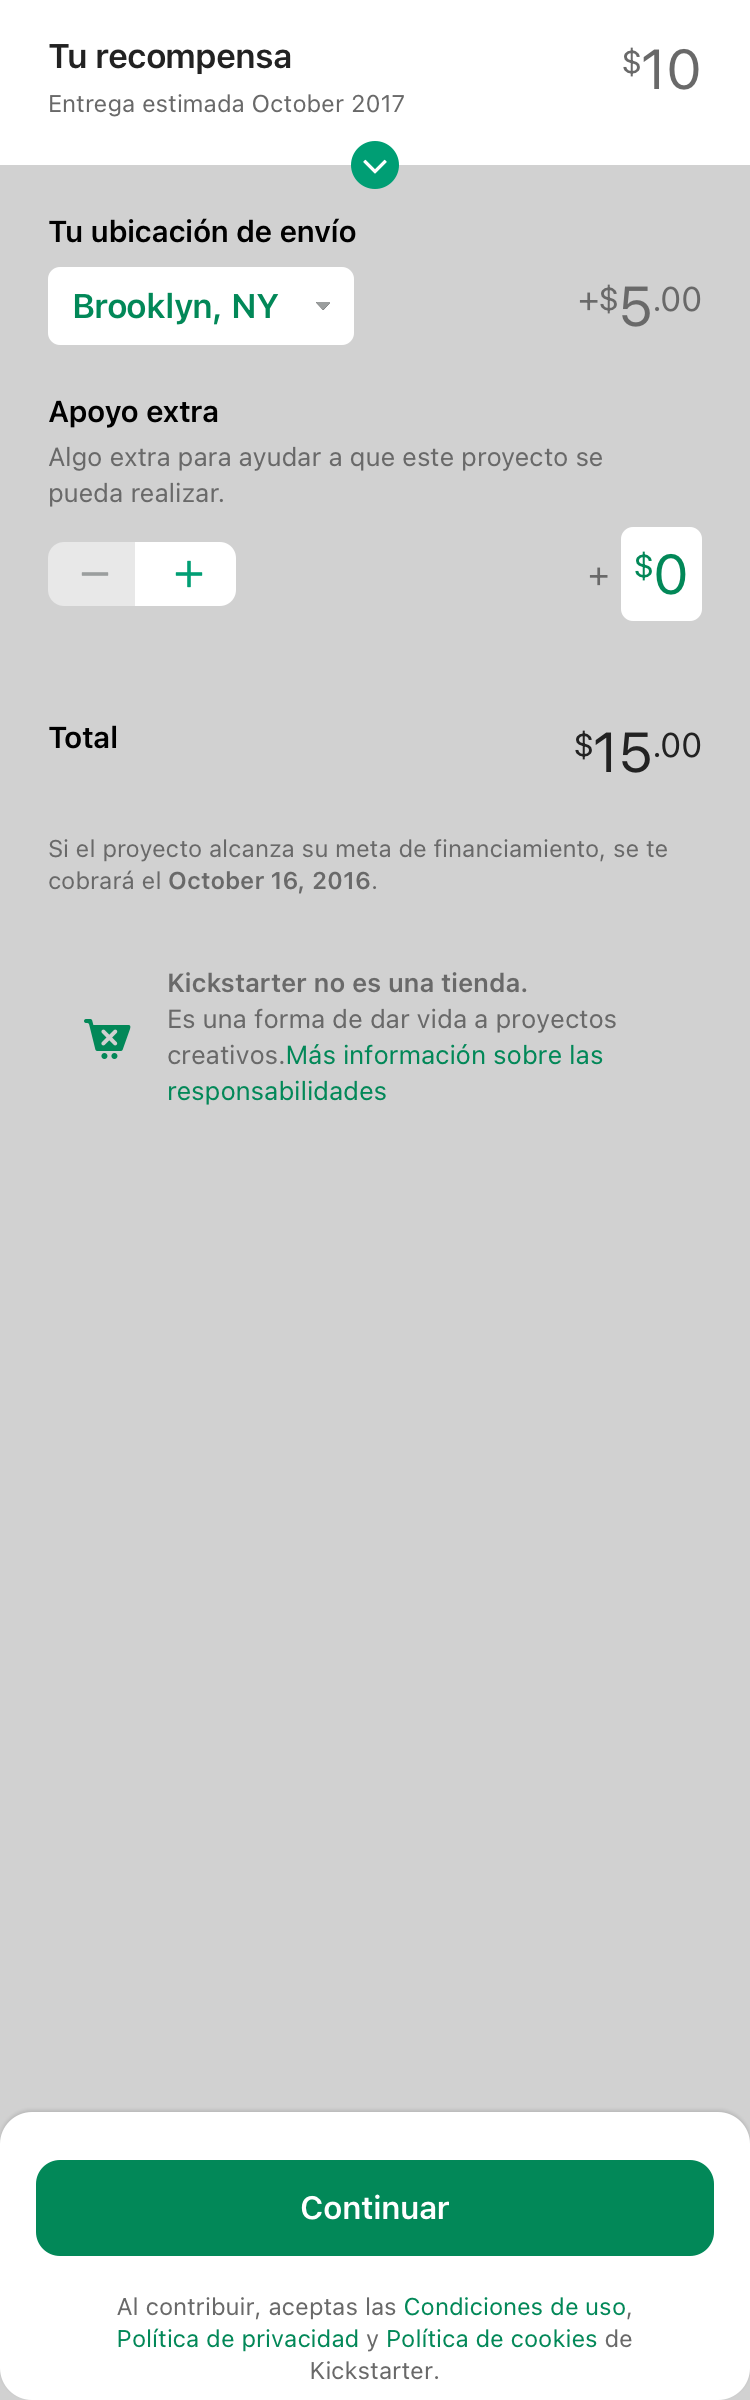 Tu recompensa
$10
Entrega estimada October 2017
Tu ubicación de envío
Brooklyn, NY
+$5.00
Apoyo extra
Algo extra para ayudar a que este proyecto se
pueda realizar.
− +
+ $0
Total
$15.00
Si el proyecto alcanza su meta de financiamiento, se te
cobrará el October 16, 2016.
Kickstarter no es una tienda.
Es una forma de dar vida a proyectos
creativos.Más información sobre las
responsabilidades
Continuar
Al contribuir, aceptas las Condiciones de uso,
Política de privacidad y Política de cookies de
Kickstarter.